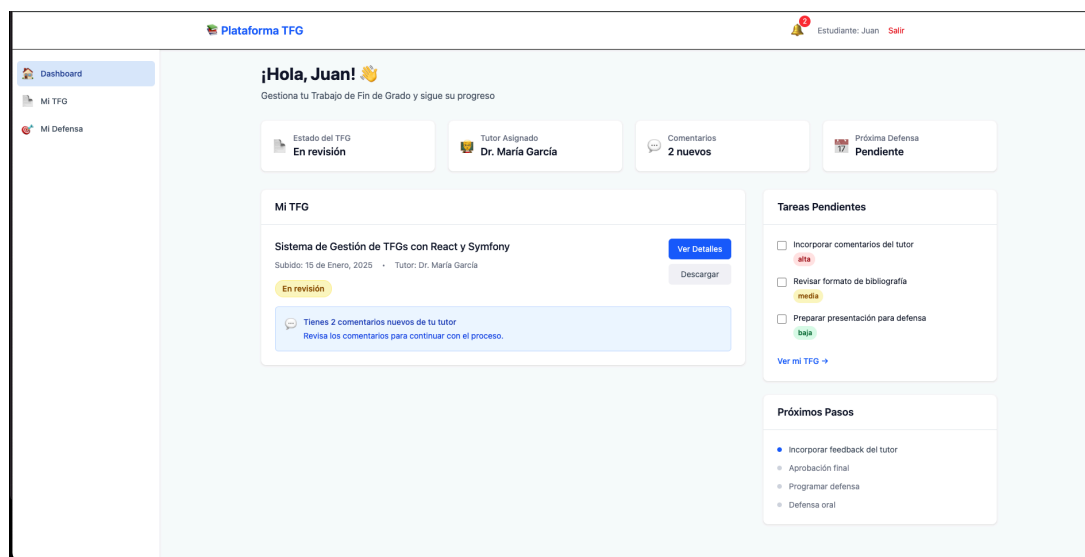 Plataforma TFG
2
Estudiante: Juan Salir
Dashboard
Mi TFG
Mi Defensa
¡Hola, Juan!
Gestiona tu Trabajo de Fin de Grado y sigue su progreso
Estado del TFG
En revisión
Tutor Asignado
Dr. María García
Comentarios
2 nuevos
17
Próxima Defensa
Pendiente
Mi TFG
Sistema de Gestión de TFGs con React y Symfony
Subido: 15 de Enero, 2025 • Tutor: Dr. María García
En revisión
Ver Detalles
Descargar
Tienes 2 comentarios nuevos de tu tutor
Revisa los comentarios para continuar con el proceso.
Tareas Pendientes
Incorporar comentarios del tutor
alta
Revisar formato de bibliografía
media
Preparar presentación para defensa
baja
Ver mi TFG →
Próximos Pasos
Incorporar feedback del tutor
Aprobación final
Programar defensa
Defensa oral